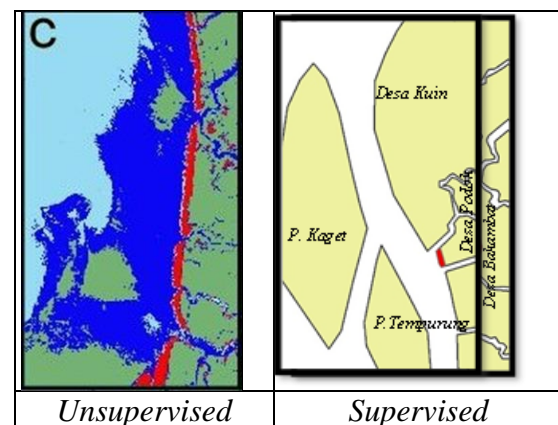 C
Desa Kuin
P. Kaget
Desa Podok
Desa Bakambat
P. Tempurung
Unsupervised
Supervised